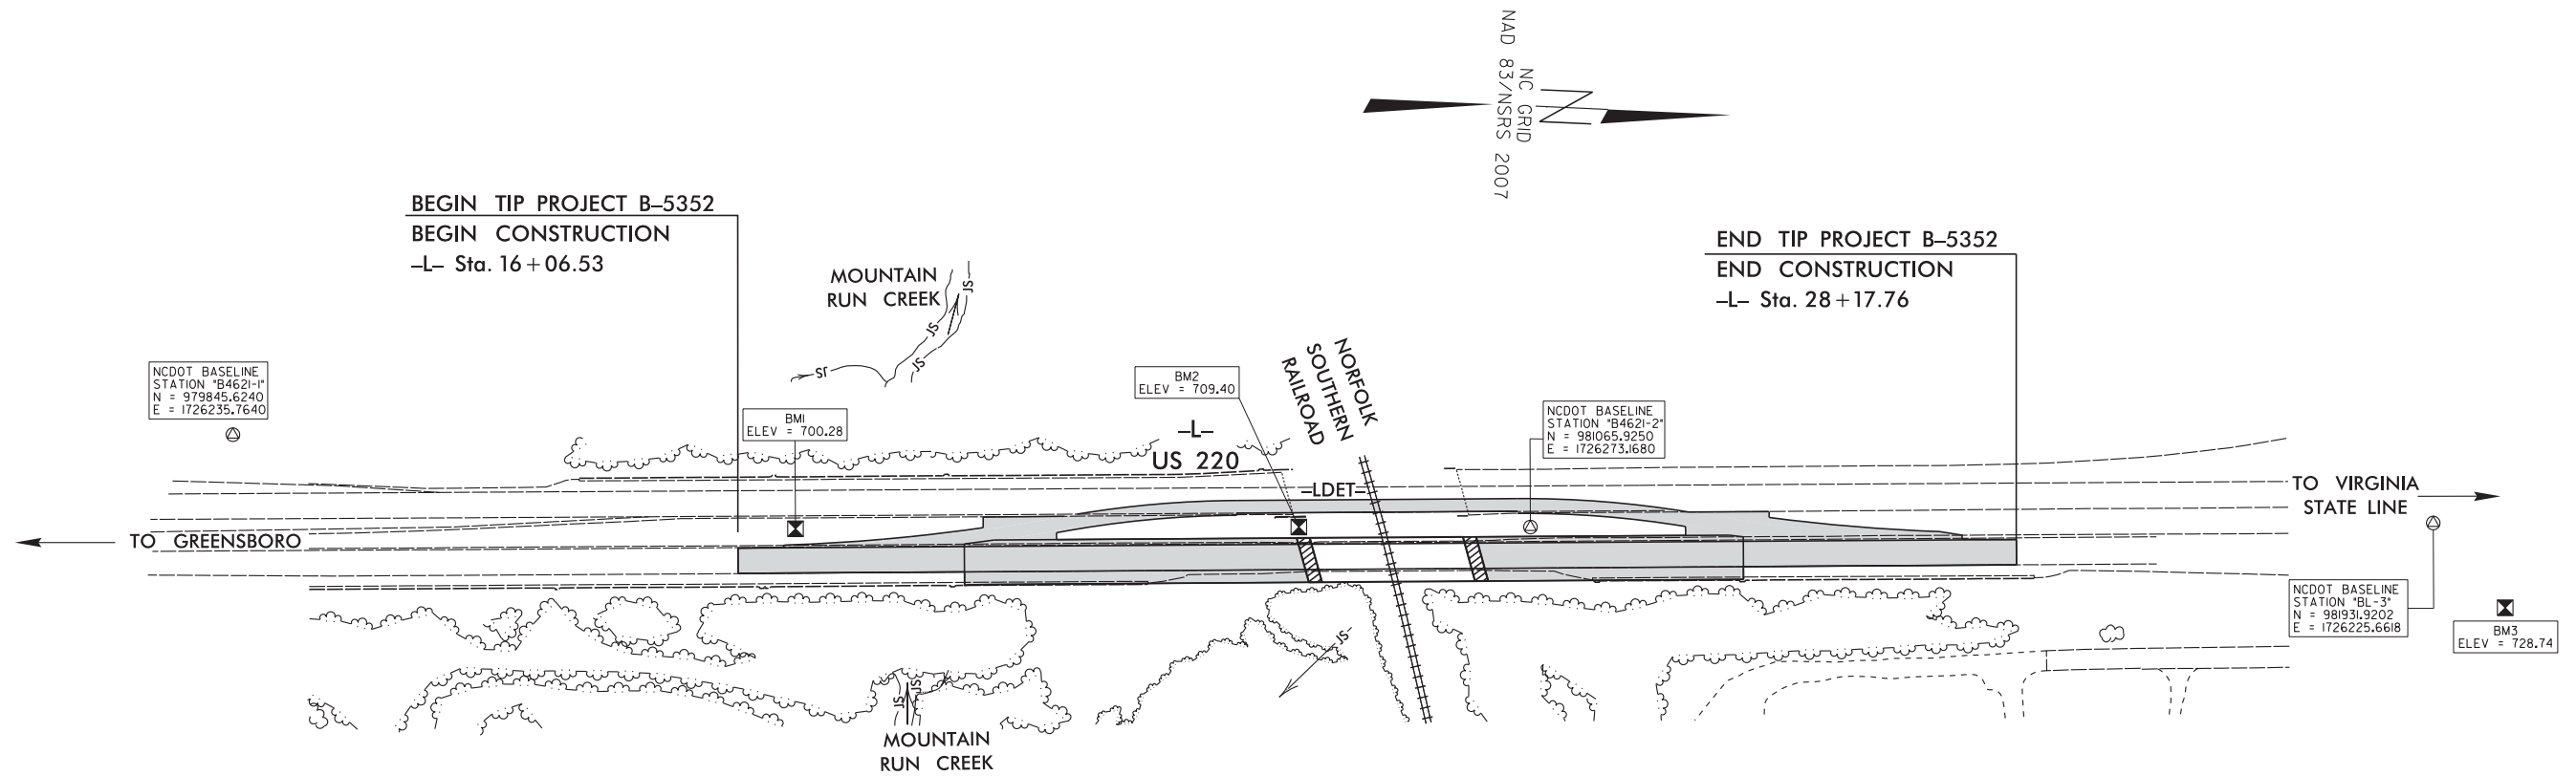 NC GRID
NAD 83/NSRS 2007
BEGIN TIP PROJECT B–5352
BEGIN CONSTRUCTION
–L– Sta. 16+06.53
END TIP PROJECT B–5352
END CONSTRUCTION
–L– Sta. 28+17.76
MOUNTAIN
RUN CREEK
JS
JS
JS
JS
NCDOT BASELINE
STATION "B4621-1"
N = 979845.6240
E = 1726235.7640
BM1
ELEV = 700.28
BM2
ELEV = 709.40
NORFOLK
SOUTHERN
RAILROAD
NCDOT BASELINE
STATION "B4621-2"
N = 981065.9250
E = 1726273.1680
–L–
US 220
–LDET–
TO VIRGINIA
STATE LINE
TO GREENSBORO
NCDOT BASELINE
STATION "BL-3"
N = 981931.9202
E = 1726225.6618
BM3
ELEV = 728.74
JS
JS
JS
MOUNTAIN
RUN CREEK